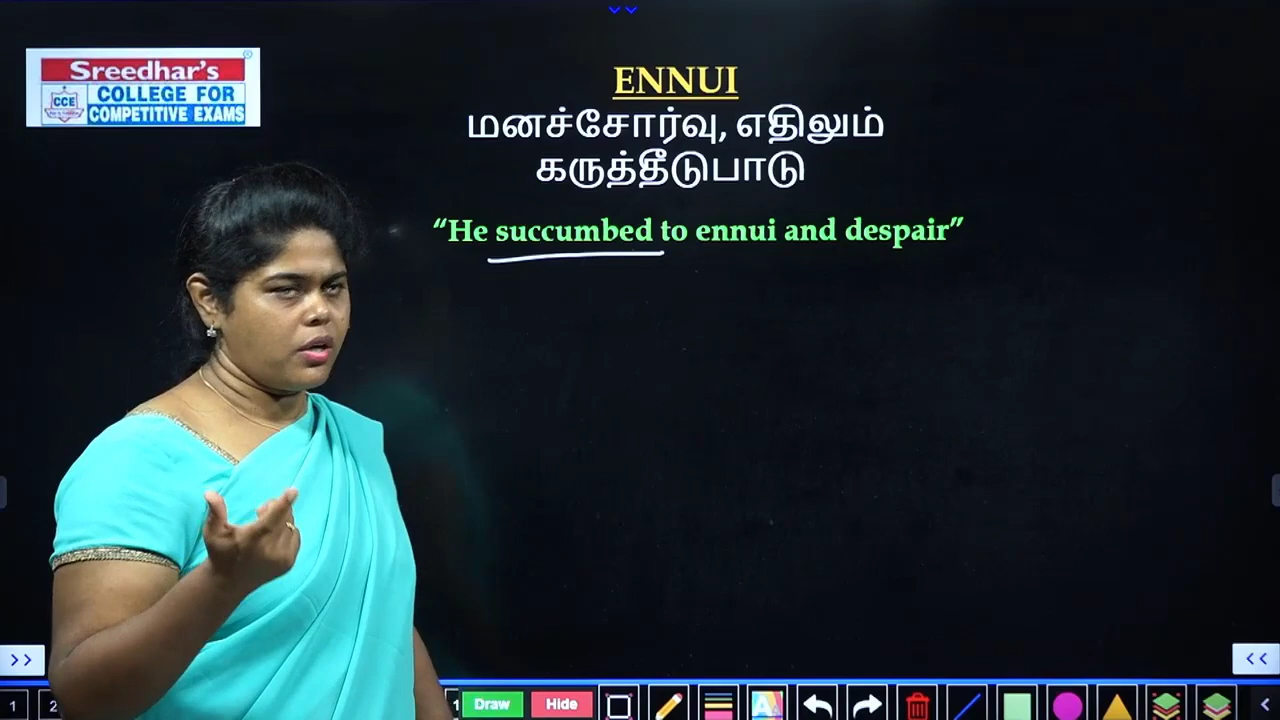 Sreedhar's
CCE
COLLEGE FOR
COMPETITIVE EXAMS
ENNUI
மனச்சோர்வு, எதிலும்
கருத்தீடுபாடு
“He succumbed to ennui and despair”
>>
<<
1
2
1
Draw
Hide